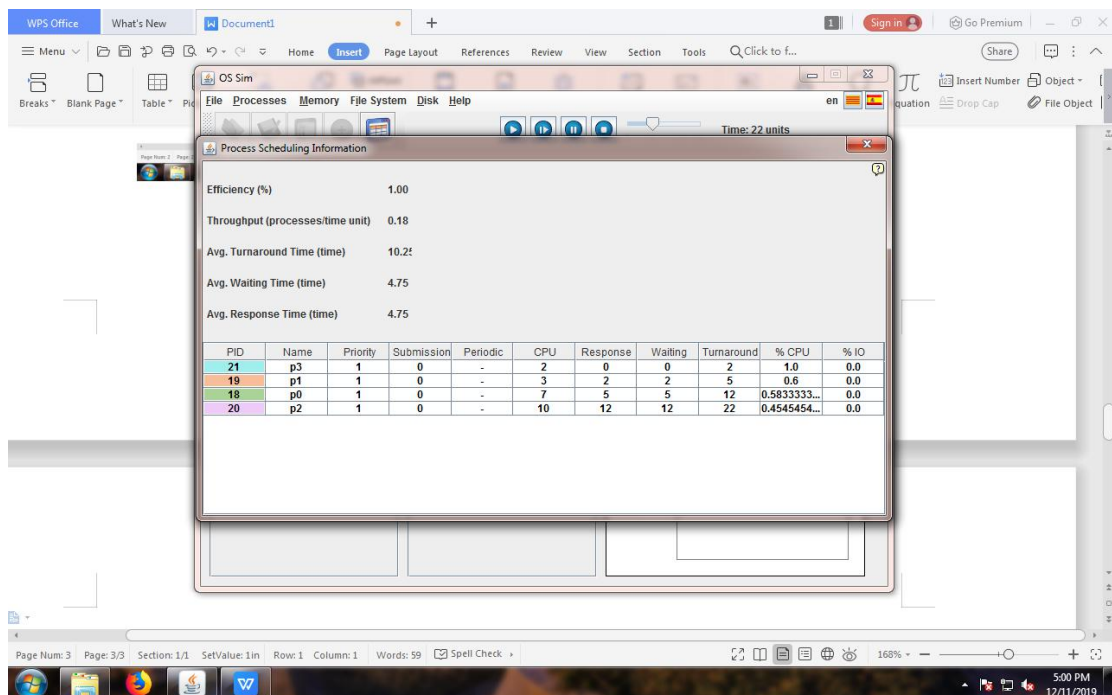 WPS Office What's New Document1 + 1 Sign in Go Premium
Menu Home Insert Page Layout References Review View Section Tools Click to f... Share
Breaks Blank Page Table Insert Number Object
Drop Cap File Object
OS Sim
File Processes Memory File System Disk Help en
Time: 22 units
Process Scheduling Information
Efficiency (%) 1.00
Throughput (processes/time unit) 0.18
Avg. Turnaround Time (time) 10.25
Avg. Waiting Time (time) 4.75
Avg. Response Time (time) 4.75
PID Name Priority Submission Periodic CPU Response Waiting Turnaround % CPU % IO
21 p3 1 0 - 2 0 0 2 1.0 0.0
19 p1 1 0 - 3 2 2 5 0.6 0.0
18 p0 1 0 - 7 5 5 12 0.5833333... 0.0
20 p2 1 0 - 10 12 12 22 0.4545454... 0.0
Page Num: 3 Page: 3/3 Section: 1/1 SetValue: 1in Row: 1 Column: 1 Words: 59 Spell Check 168%
5:00 PM
12/11/2019